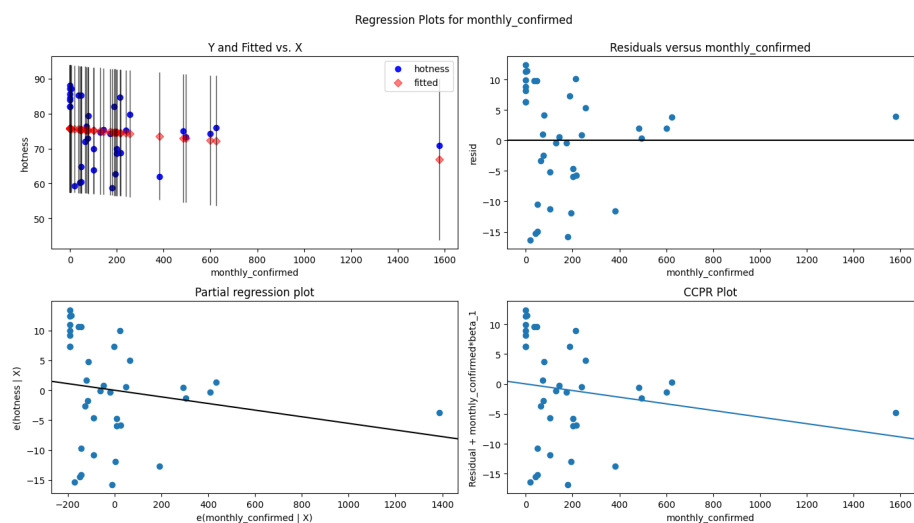 Regression Plots for monthly_confirmed
Y and Fitted vs. X
hotness
fitted
90
80
70
60
50
hotness
0 200 400 600 800 1000 1200 1400 1600
monthly_confirmed
Residuals versus monthly_confirmed
10
5
0
−5
−10
−15
resid
0 200 400 600 800 1000 1200 1400 1600
monthly_confirmed
Partial regression plot
10
5
0
−5
−10
−15
e(hotness | X)
−200 0 200 400 600 800 1000 1200 1400
e(monthly_confirmed | X)
CCPR Plot
10
5
0
−5
−10
−15
Residual + monthly_confirmed*beta_1
0 200 400 600 800 1000 1200 1400 1600
monthly_confirmed